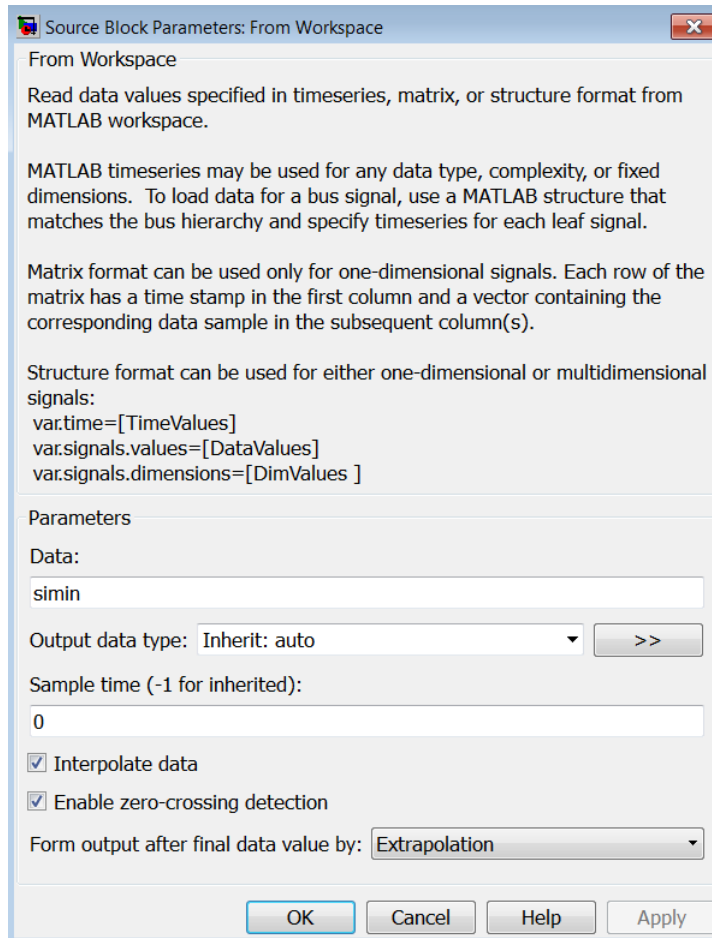 Source Block Parameters: From Workspace
From Workspace
Read data values specified in timeseries, matrix, or structure format from
MATLAB workspace.
MATLAB timeseries may be used for any data type, complexity, or fixed
dimensions.  To load data for a bus signal, use a MATLAB structure that
matches the bus hierarchy and specify timeseries for each leaf signal.
Matrix format can be used only for one-dimensional signals. Each row of the
matrix has a time stamp in the first column and a vector containing the
corresponding data sample in the subsequent column(s).
Structure format can be used for either one-dimensional or multidimensional
signals:
var.time=[TimeValues]
var.signals.values=[DataValues]
var.signals.dimensions=[DimValues ]
Parameters
Data:
simin
Output data type: Inherit: auto >>
Sample time (-1 for inherited):
0
Interpolate data
Enable zero-crossing detection
Form output after final data value by: Extrapolation
OK Cancel Help Apply